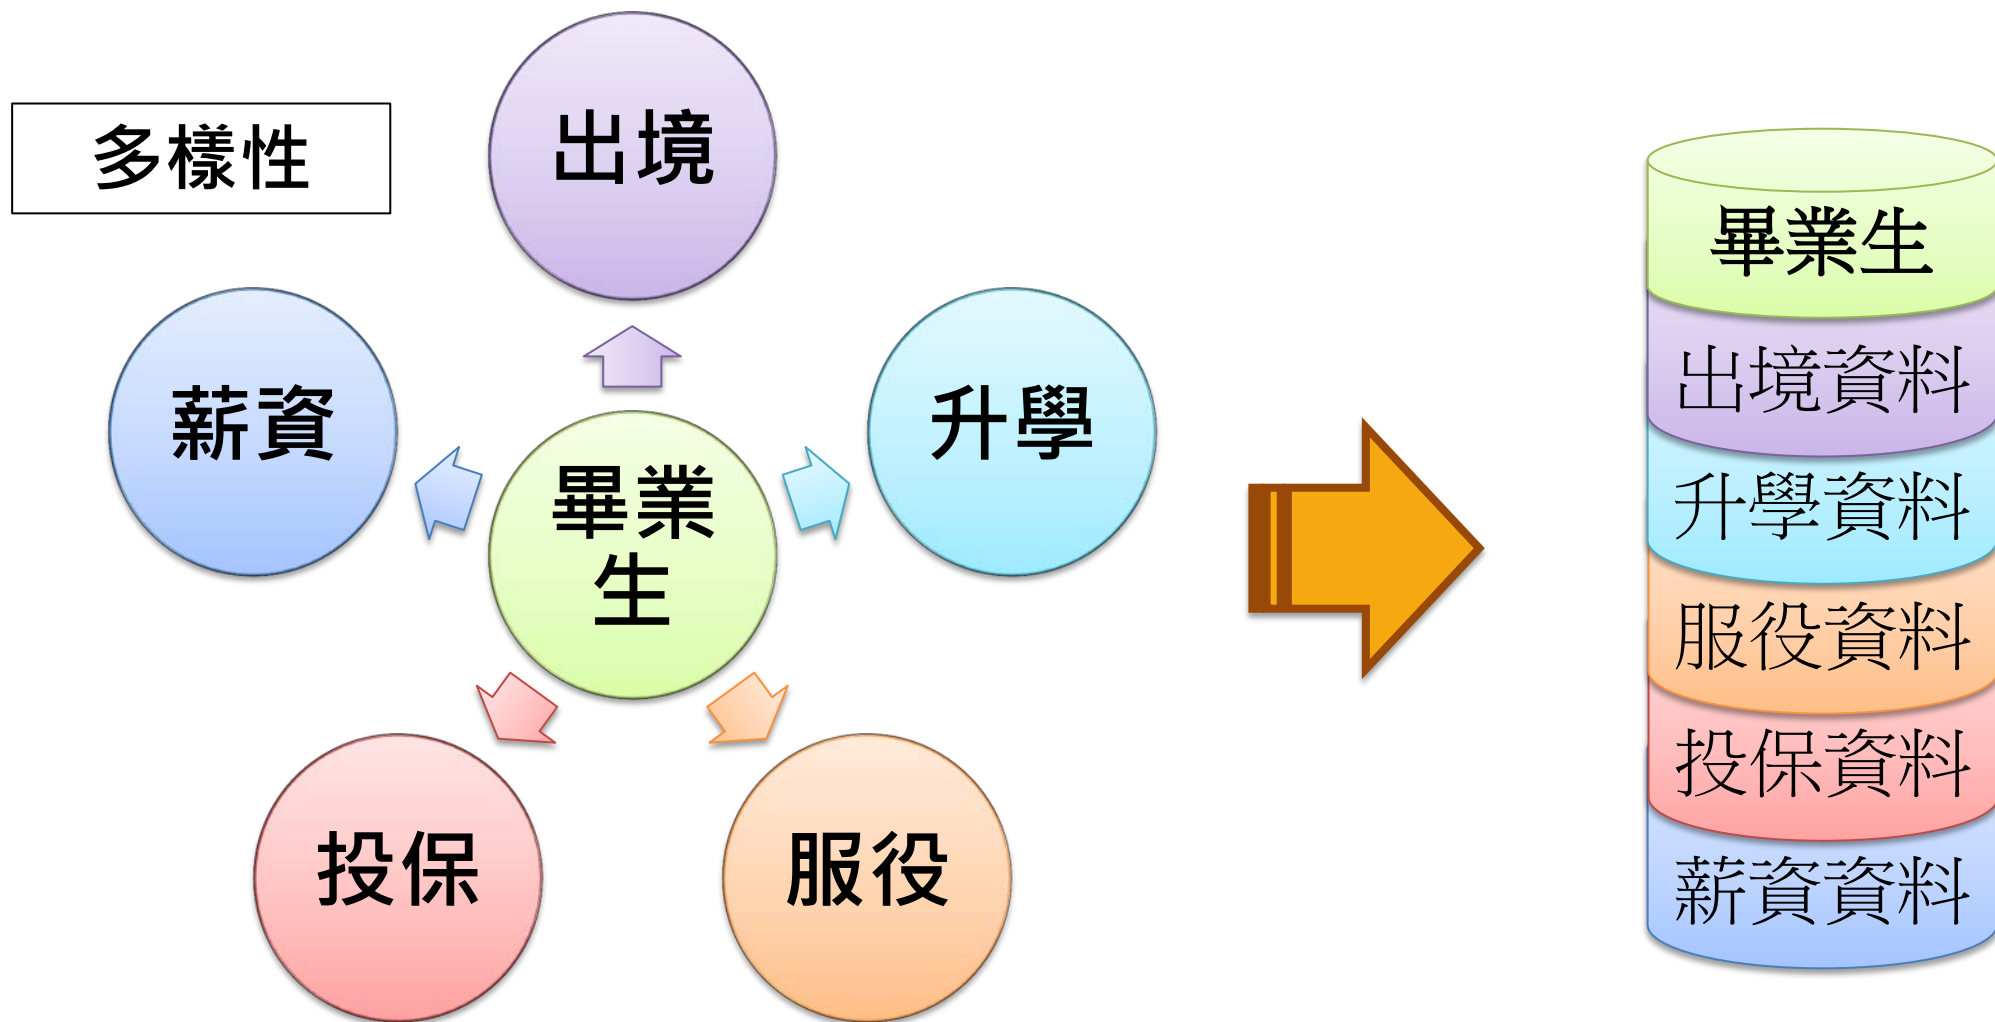 多樣性
出境
薪資
升學
畢業
生
投保
服役
畢業生
出境資料
升學資料
服役資料
投保資料
薪資資料